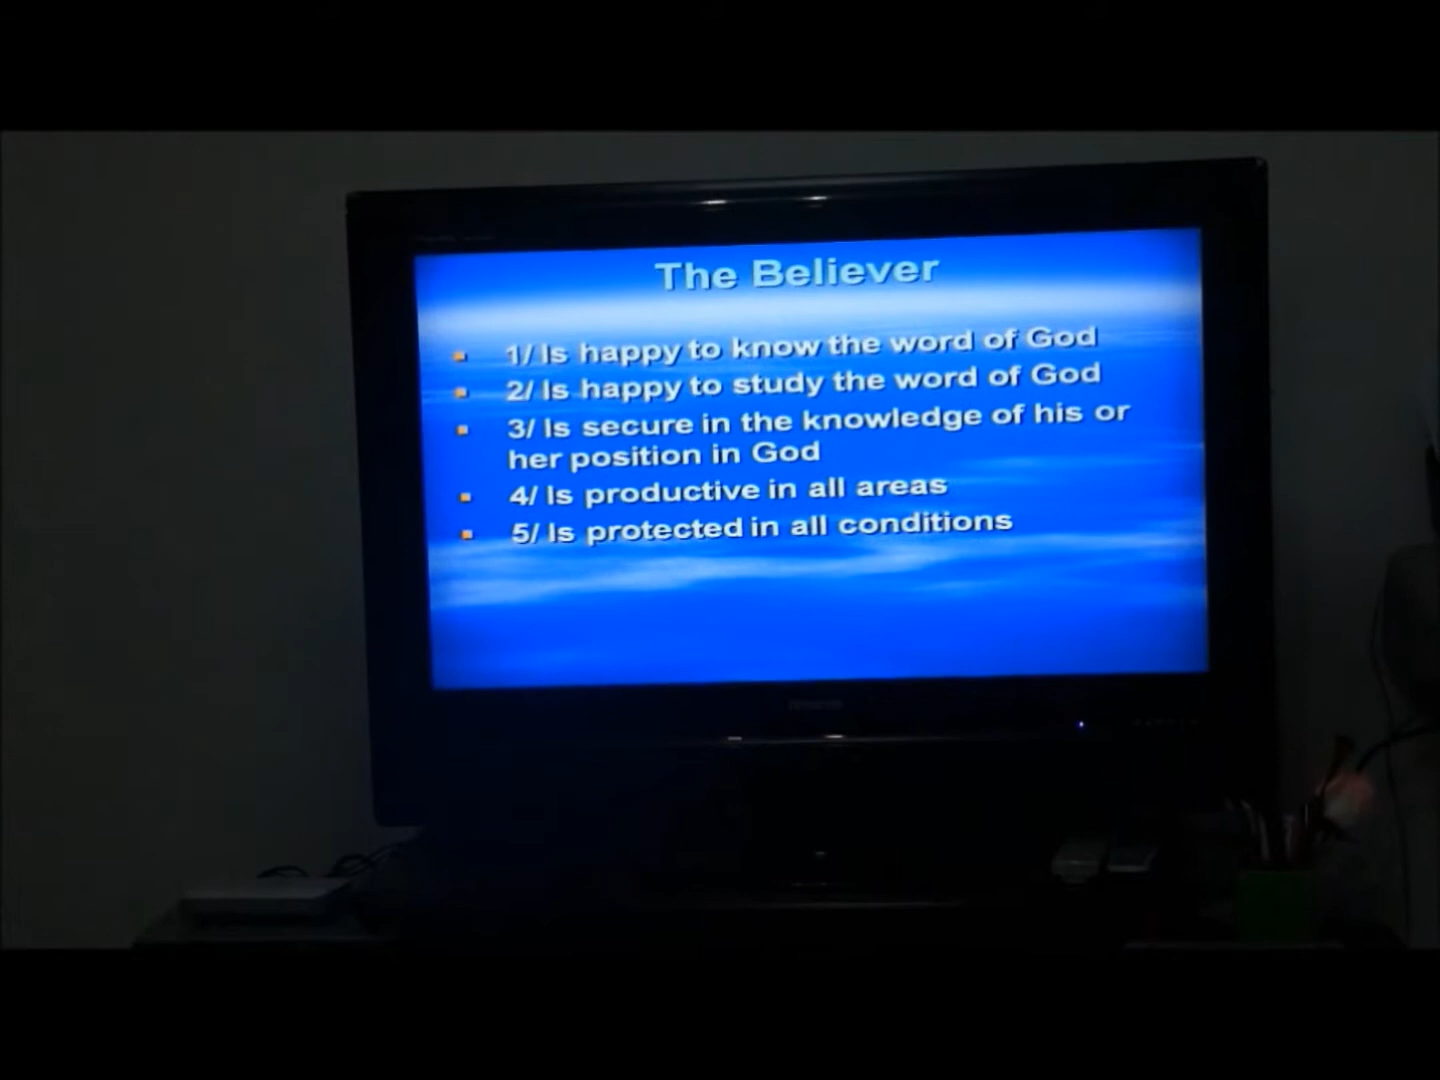 The Believer
1/ Is happy to know the word of God
2/ Is happy to study the word of God
3/ Is secure in the knowledge of his or
her position in God
4/ Is productive in all areas
5/ Is protected in all conditions